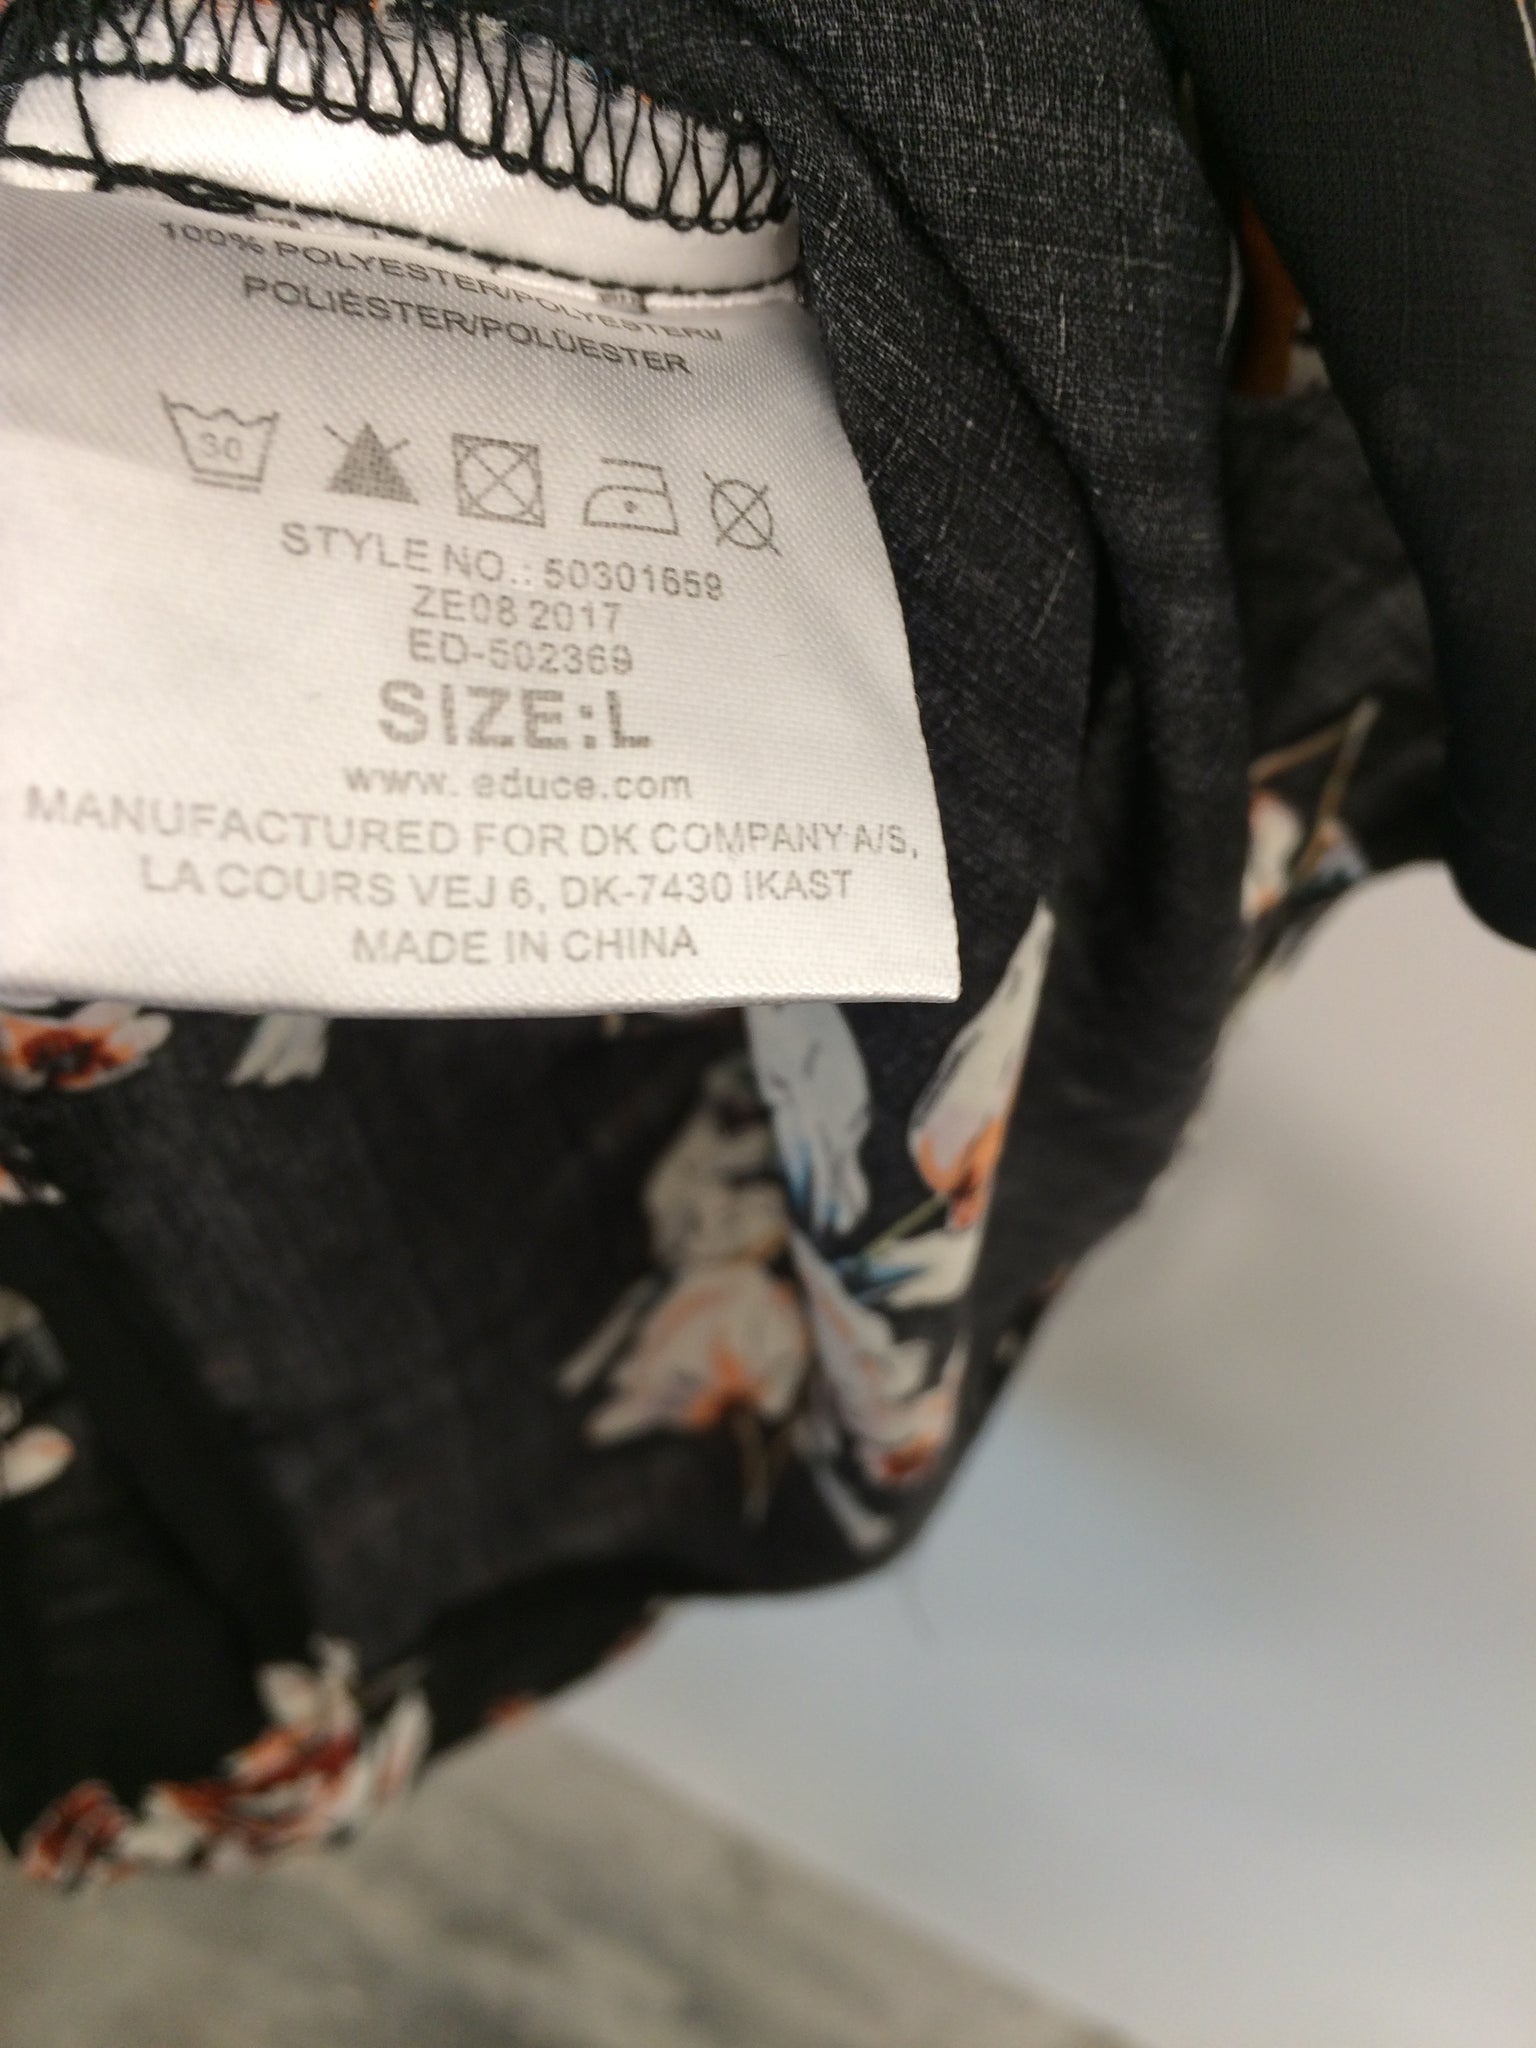 100% POLYESTER/POLYESTERI/
POLIÉSTER/POLÜESTER
30
STYLE NO.: 50301659
ZE08 2017
ED-502369
SIZE:L
www. educe.com
MANUFACTURED FOR DK COMPANY A/S,
LA COURS VEJ 6, DK-7430 IKAST
MADE IN CHINA